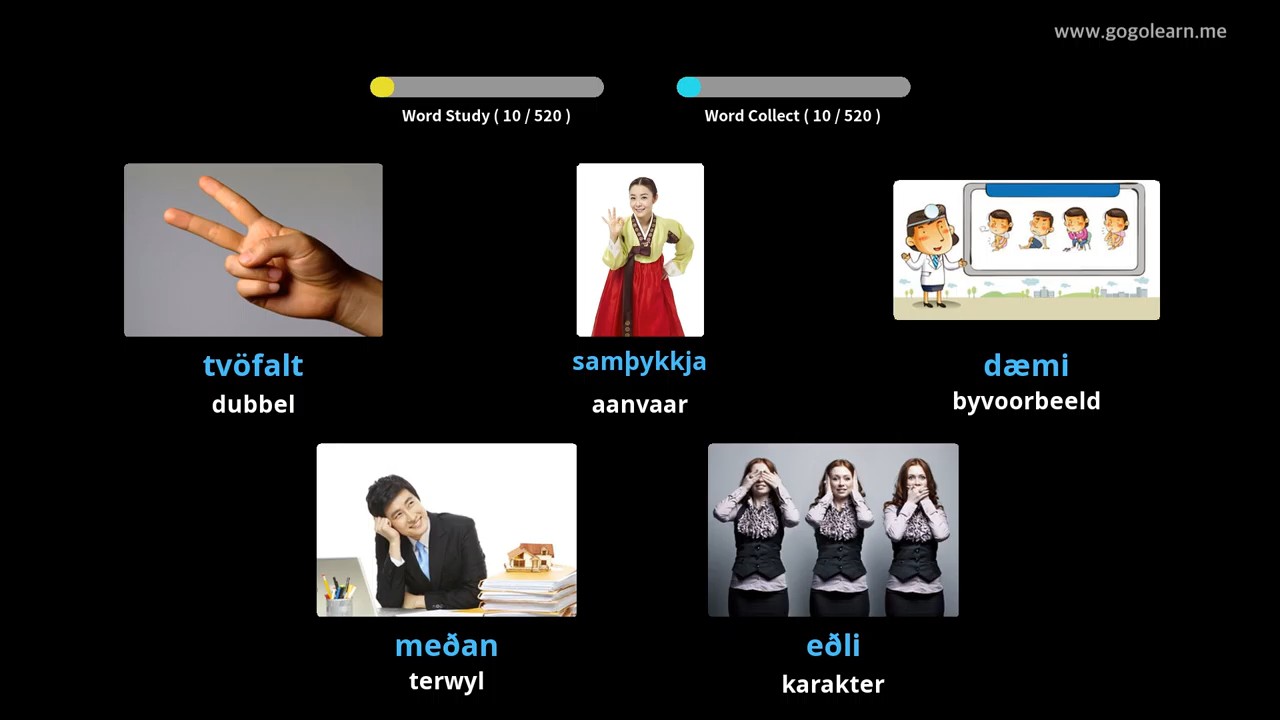 www.gogolearn.me
Word Study ( 10 / 520 )
Word Collect ( 10 / 520 )
tvöfalt
dubbel
samþykkja
aanvaar
dæmi
byvoorbeeld
meðan
terwyl
eðli
karakter